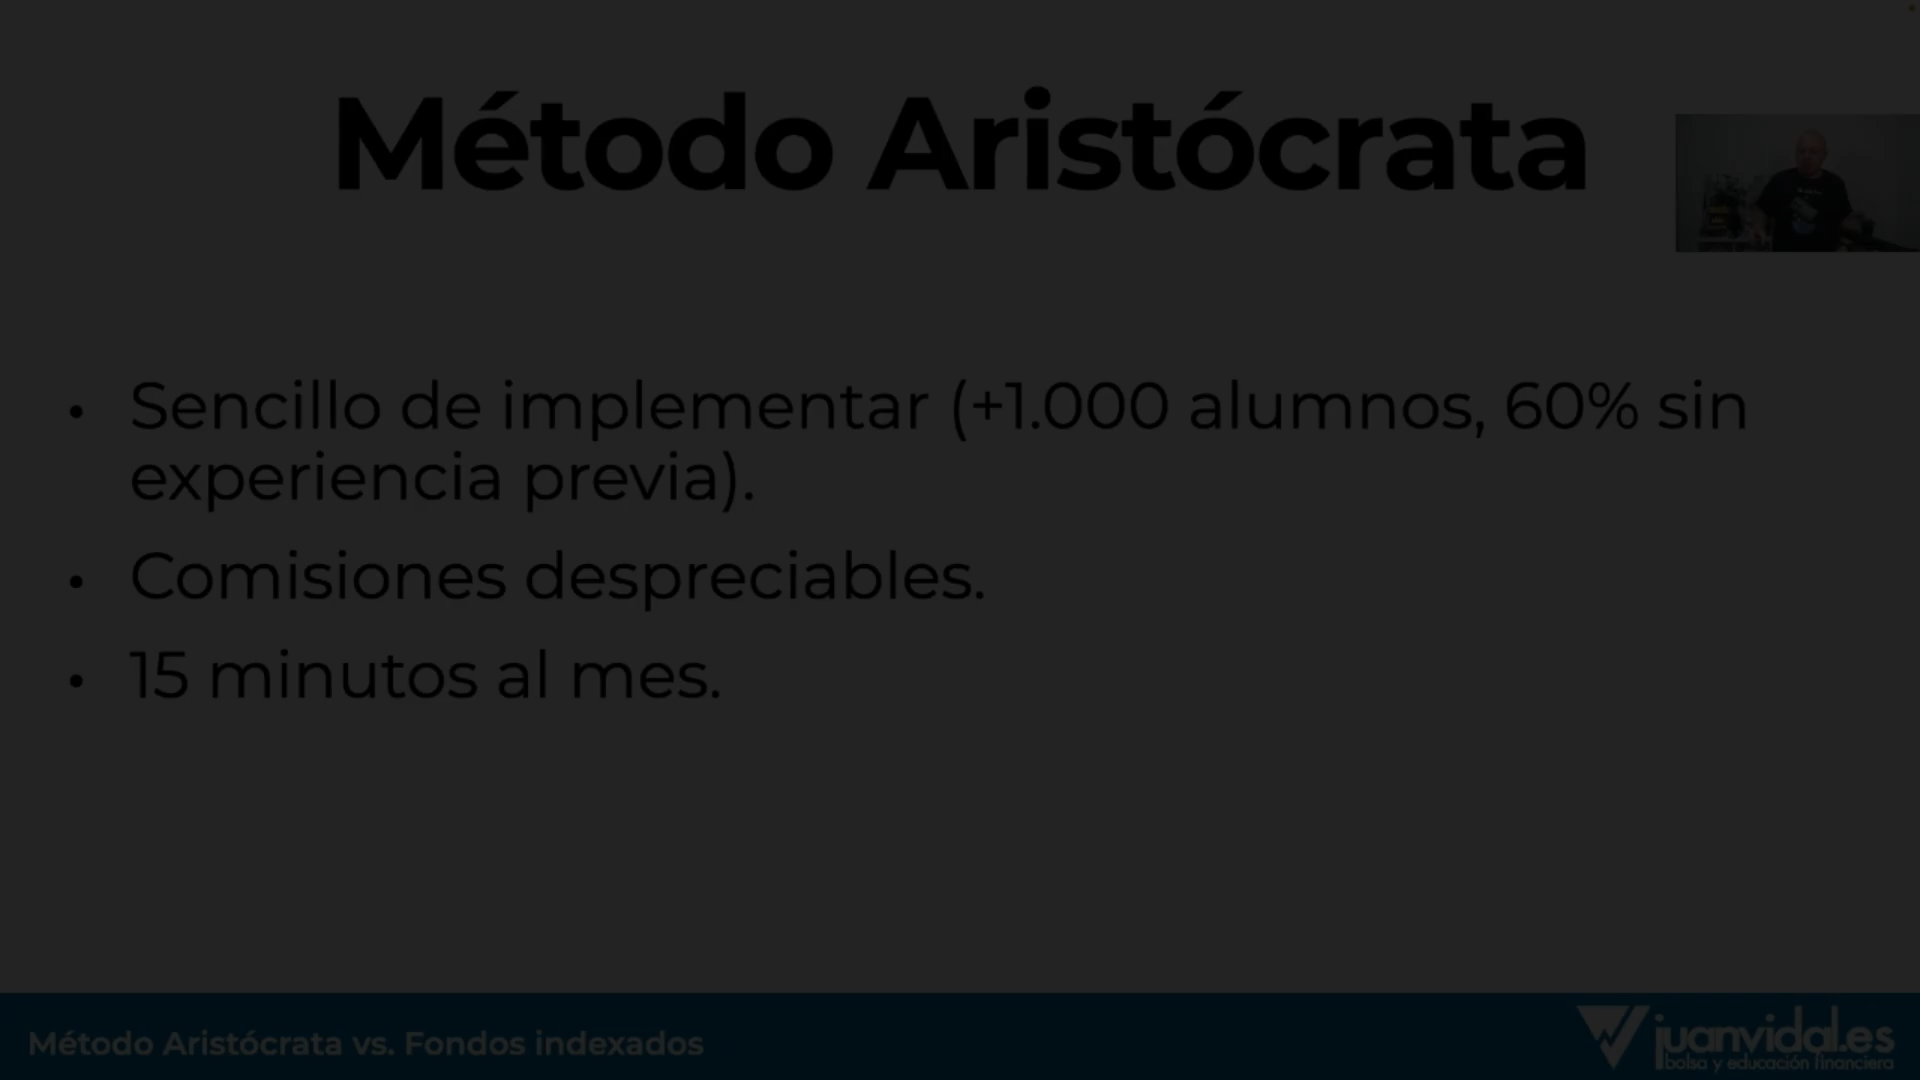 Método Aristócrata
• Sencillo de implementar (+1.000 alumnos, 60% sin
experiencia previa).
• Comisiones despreciables.
• 15 minutos al mes.
Método Aristócrata vs. Fondos indexados
juanvidal.es
bolsa y educación financiera